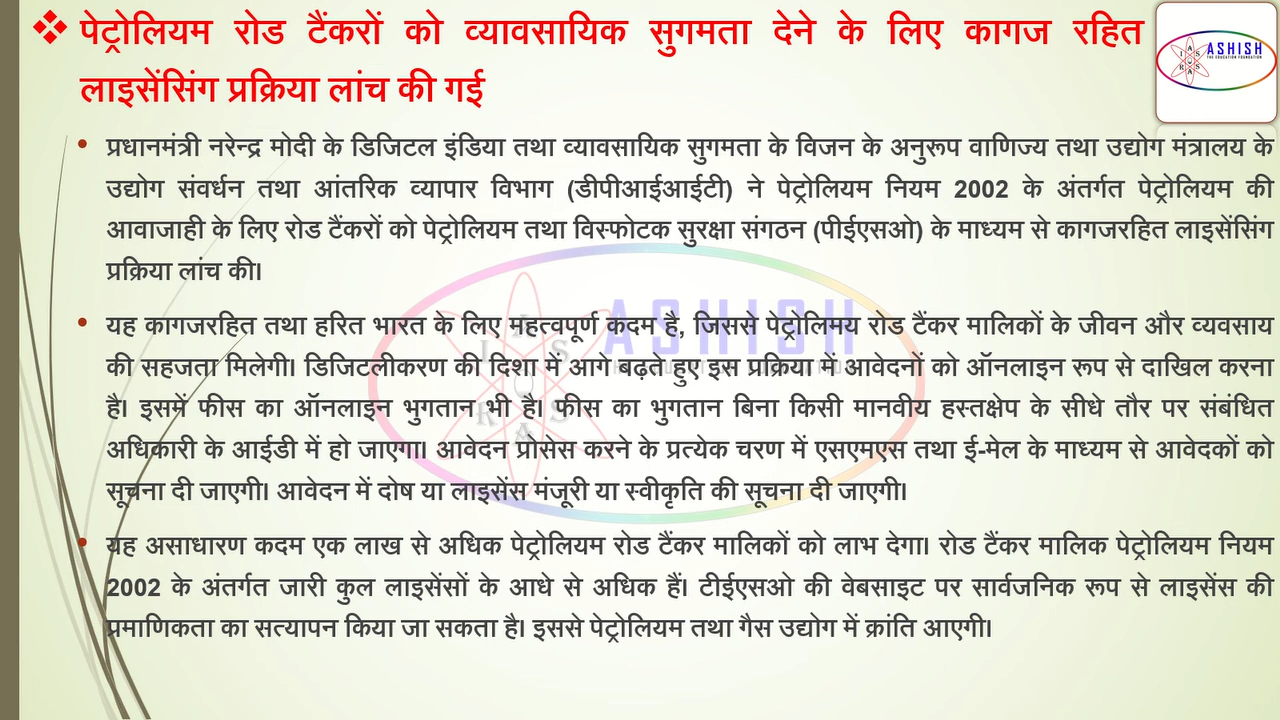 ❖ पेट्रोलियम रोड टैंकरों को व्यावसायिक सुगमता देने के लिए कागज रहित
लाइसेंसिंग प्रक्रिया लांच की गई
ASHISH
THE EDUCATION FOUNDATION
• प्रधानमंत्री नरेन्द्र मोदी के डिजिटल इंडिया तथा व्यावसायिक सुगमता के विजन के अनुरूप वाणिज्य तथा उद्योग मंत्रालय के
उद्योग संवर्धन तथा आंतरिक व्यापार विभाग (डीपीआईआईटी) ने पेट्रोलियम नियम 2002 के अंतर्गत पेट्रोलियम की
आवाजाही के लिए रोड टैंकरों को पेट्रोलियम तथा विस्फोटक सुरक्षा संगठन (पीईएसओ) के माध्यम से कागजरहित लाइसेंसिंग
प्रक्रिया लांच की।
• यह कागजरहित तथा हरित भारत के लिए महत्वपूर्ण कदम है, जिससे पेट्रोलिमय रोड टैंकर मालिकों के जीवन और व्यवसाय
की सहजता मिलेगी। डिजिटलीकरण की दिशा में आगे बढ़ते हुए इस प्रक्रिया में आवेदनों को ऑनलाइन रूप से दाखिल करना
है। इसमें फीस का ऑनलाइन भुगतान भी है। फीस का भुगतान बिना किसी मानवीय हस्तक्षेप के सीधे तौर पर संबंधित
अधिकारी के आईडी में हो जाएगा। आवेदन प्रोसेस करने के प्रत्येक चरण में एसएमएस तथा ई-मेल के माध्यम से आवेदकों को
सूचना दी जाएगी। आवेदन में दोष या लाइसेंस मंजूरी या स्वीकृति की सूचना दी जाएगी।
• यह असाधारण कदम एक लाख से अधिक पेट्रोलियम रोड टैंकर मालिकों को लाभ देगा। रोड टैंकर मालिक पेट्रोलियम नियम
2002 के अंतर्गत जारी कुल लाइसेंसों के आधे से अधिक हैं। टीईएसओ की वेबसाइट पर सार्वजनिक रूप से लाइसेंस की
प्रमाणिकता का सत्यापन किया जा सकता है। इससे पेट्रोलियम तथा गैस उद्योग में क्रांति आएगी।
ASHISH